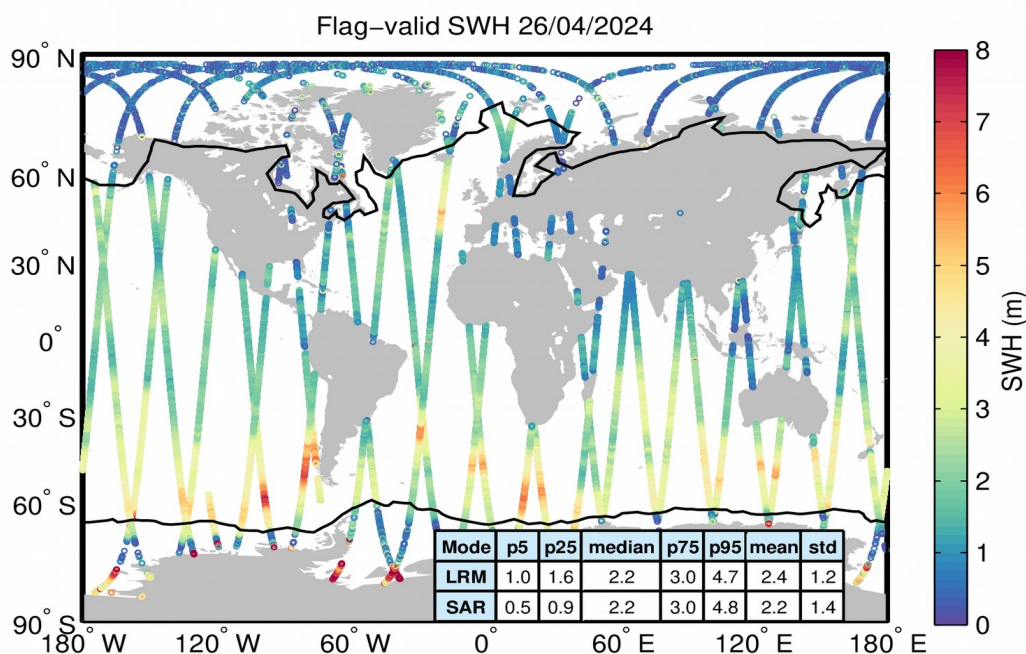 Flag−valid SWH 26/04/2024
90° N
60° N
30° N
0°
30° S
60° S
90° S
180° W
120° W
60° W
0°
60° E
120° E
180° E
8
7
6
5
4
3
2
1
0
SWH (m)
Mode p5 p25 median p75 p95 mean std
LRM 1.0 1.6 2.2 3.0 4.7 2.4 1.2
SAR 0.5 0.9 2.2 3.0 4.8 2.2 1.4